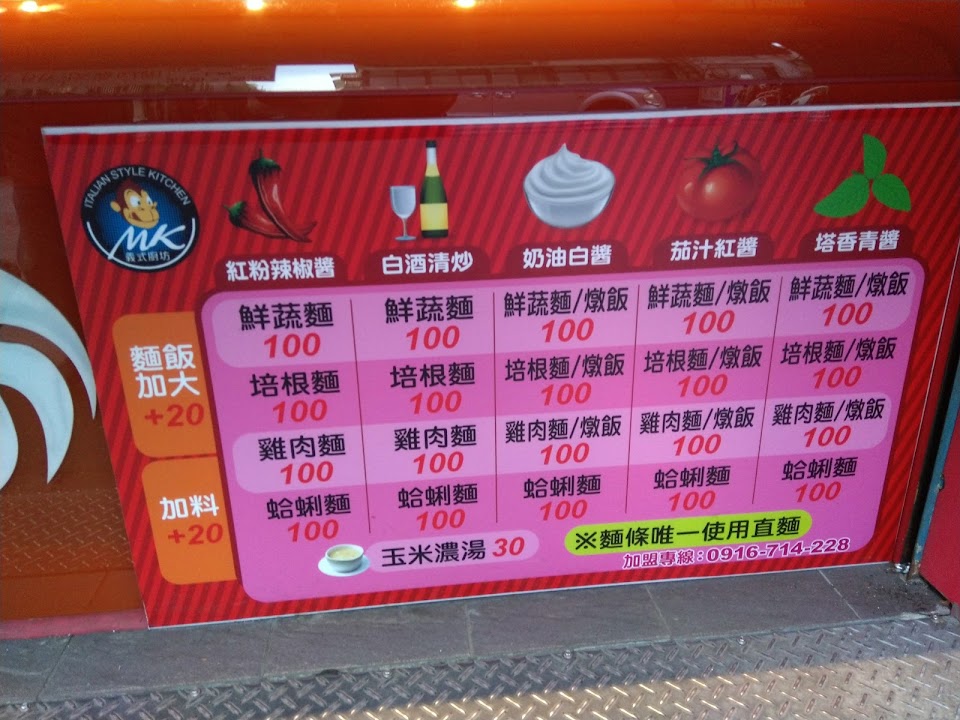 ITALIAN STYLE KITCHEN
MK
義式廚坊
紅粉辣椒醬 白酒清炒 奶油白醬 茄汁紅醬 塔香青醬
麵飯
加大
+20
加料
+20
鮮蔬麵 鮮蔬麵 鮮蔬麵/燉飯 鮮蔬麵/燉飯 鮮蔬麵/燉飯
100 100 100 100 100
培根麵 培根麵 培根麵/燉飯 培根麵/燉飯 培根麵/燉飯
100 100 100 100 100
雞肉麵 雞肉麵 雞肉麵/燉飯 雞肉麵/燉飯 雞肉麵/燉飯
100 100 100 100 100
蛤蜊麵 蛤蜊麵 蛤蜊麵 蛤蜊麵 蛤蜊麵
100 100 100 100 100
玉米濃湯 30
※麵條唯一使用直麵
加盟專線:0916-714-228